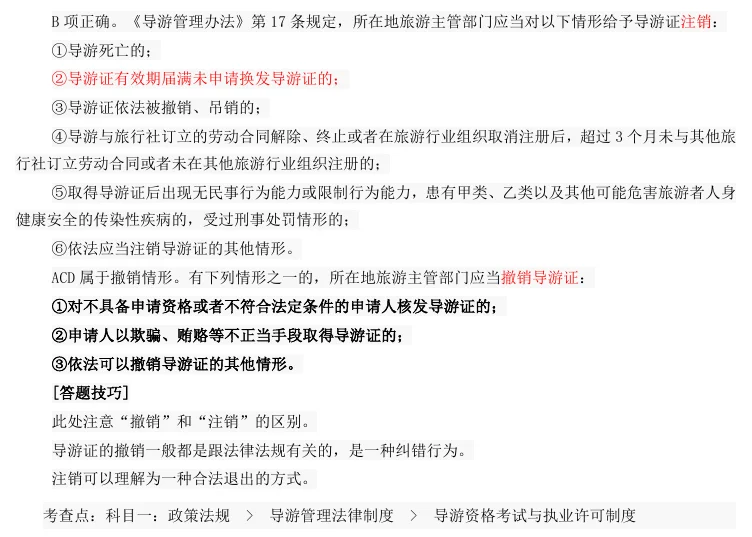 B 项正确。《导游管理办法》第 17 条规定，所在地旅游主管部门应当对以下情形给予导游证注销：
①导游死亡的；
②导游证有效期届满未申请换发导游证的；
③导游证依法被撤销、吊销的；
④导游与旅行社订立的劳动合同解除、终止或者在旅游行业组织取消注册后，超过 3 个月未与其他旅
行社订立劳动合同或者未在其他旅游行业组织注册的；
⑤取得导游证后出现无民事行为能力或限制行为能力，患有甲类、乙类以及其他可能危害旅游者人身
健康安全的传染性疾病的，受过刑事处罚情形的；
⑥依法应当注销导游证的其他情形。
ACD 属于撤销情形。有下列情形之一的，所在地旅游主管部门应当撤销导游证：
①对不具备申请资格或者不符合法定条件的申请人核发导游证的；
②申请人以欺骗、贿赂等不正当手段取得导游证的；
③依法可以撤销导游证的其他情形。
[答题技巧]
此处注意“撤销”和“注销”的区别。
导游证的撤销一般都是跟法律法规有关的，是一种纠错行为。
注销可以理解为一种合法退出的方式。
考查点：科目一：政策法规 > 导游管理法律制度 > 导游资格考试与执业许可制度